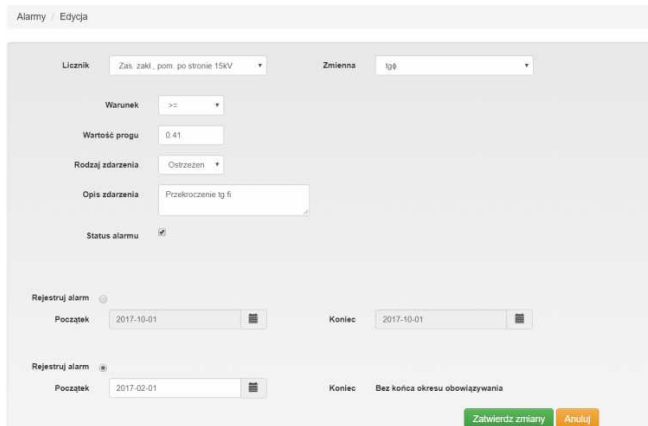 Alarmy / Edycja
Licznik Zas. zakl., pom. po stronie 15kV Zmienna tgϕ
Warunek >=
Wartość progu 0.41
Rodzaj zdarzenia Ostrzeżen
Opis zdarzenia Przekroczenie tg fi
Status alarmu
Rejestruj alarm
Początek 2017-10-01 Koniec 2017-10-01
Rejestruj alarm
Początek 2017-02-01 Koniec Bez końca okresu obowiązywania
Zatwierdz zmiany Anuluj